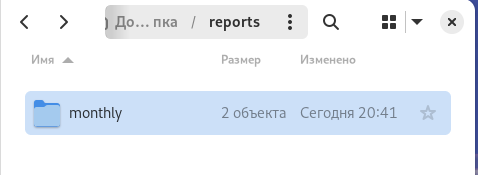 До… пка / reports
Имя Размер Изменено
monthly 2 объекта Сегодня 20:41